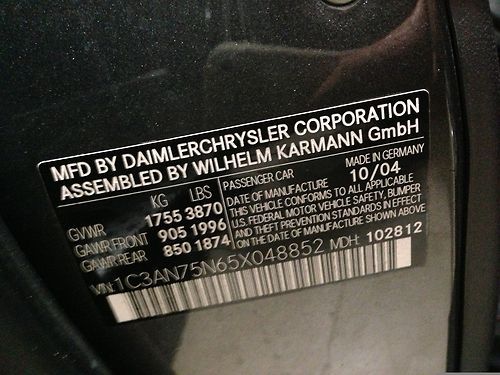 MFD BY DAIMLERCHRYSLER CORPORATION
ASSEMBLED BY WILHELM KARMANN GmbH
KG LBS
GVWR 1755 3870
GAWR FRONT 905 1996
GAWR REAR 850 1874
PASSENGER CAR MADE IN GERMANY
DATE OF MANUFACTURE 10/04
THIS VEHICLE CONFORMS TO ALL APPLICABLE
U.S. FEDERAL MOTOR VEHICLE SAFETY, BUMPER
AND THEFT PREVENTION STANDARDS IN EFFECT
ON THE DATE OF MANUFACTURE SHOWN ABOVE
VIN: 1C3AN75N65X048852 MDH: 102812